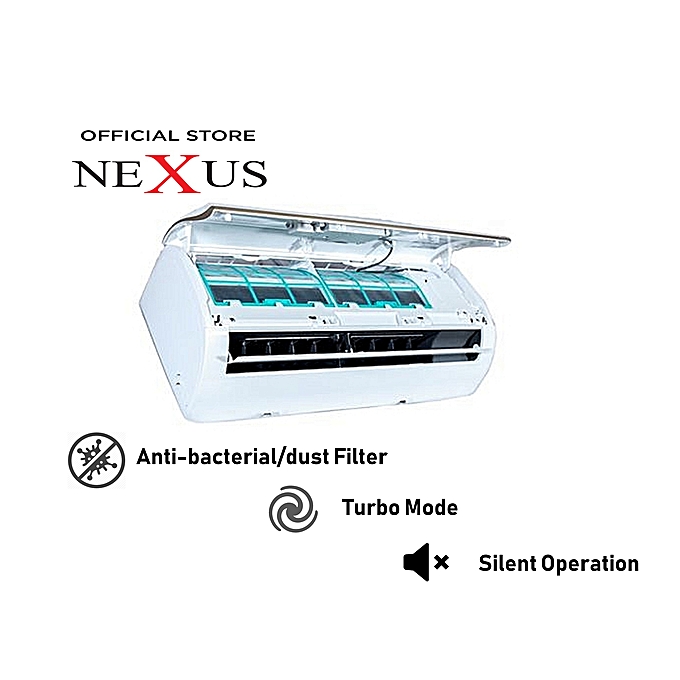 OFFICIAL STORE
NEXUS
Anti-bacterial/dust Filter
Turbo Mode
Silent Operation